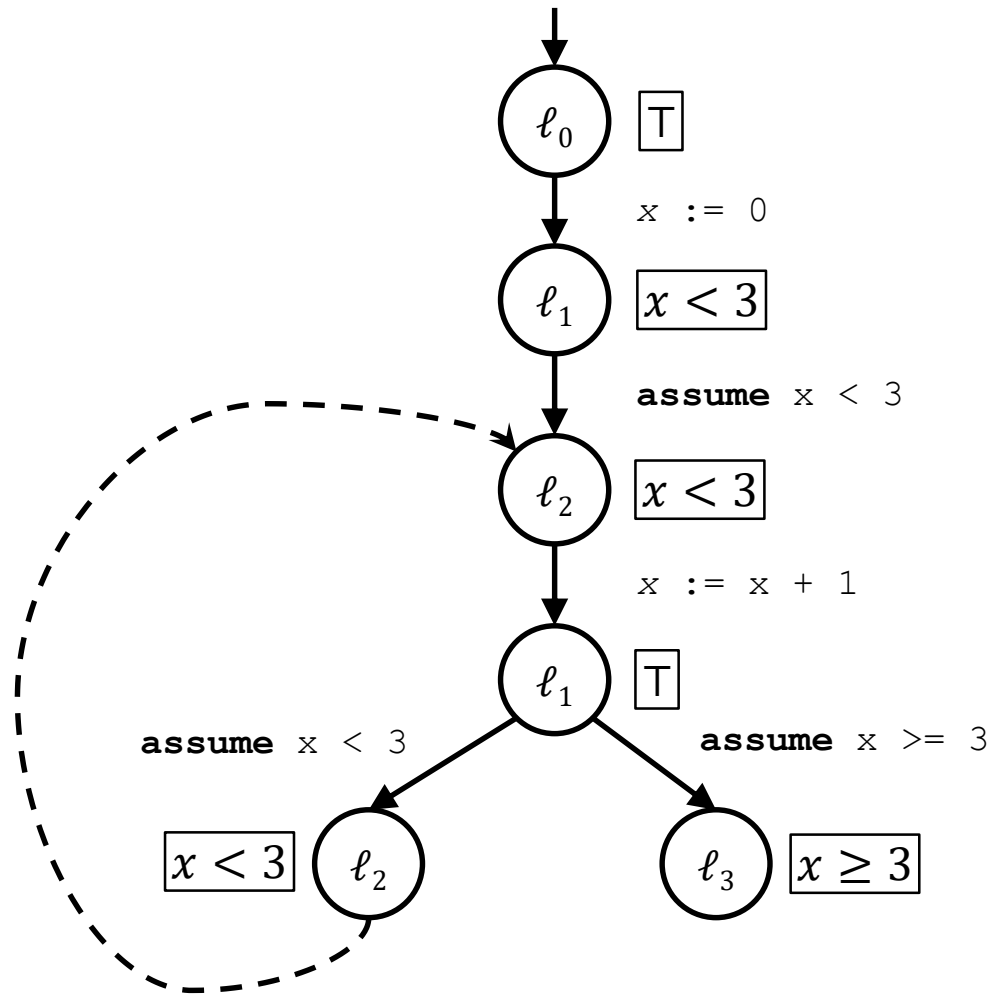 ℓ₀ T
x := 0
ℓ₁ x < 3
assume x < 3
ℓ₂ x < 3
x := x + 1
ℓ₁ T
assume x < 3 assume x >= 3
x < 3 ℓ₂ ℓ₃ x ≥ 3